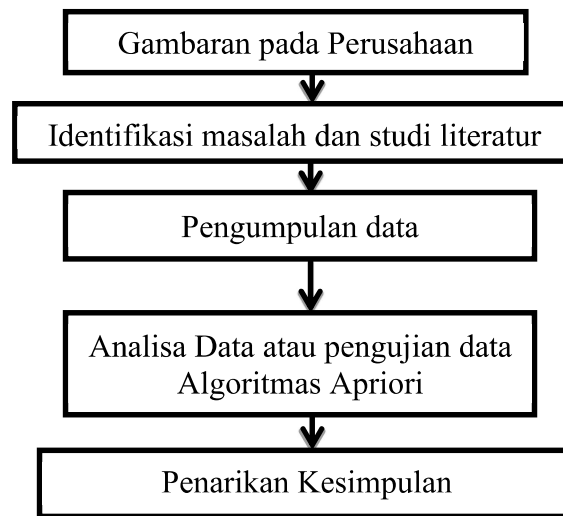 Gambaran pada Perusahaan
Identifikasi masalah dan studi literatur
Pengumpulan data
Analisa Data atau pengujian data
Algoritmas Apriori
Penarikan Kesimpulan